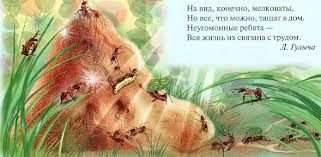 На вид, конечно, мелковаты,
Но все, что можно, тащат в дом.
Неугомонные ребята —
Вся жизнь их связана с трудом.
Л. Гулыча